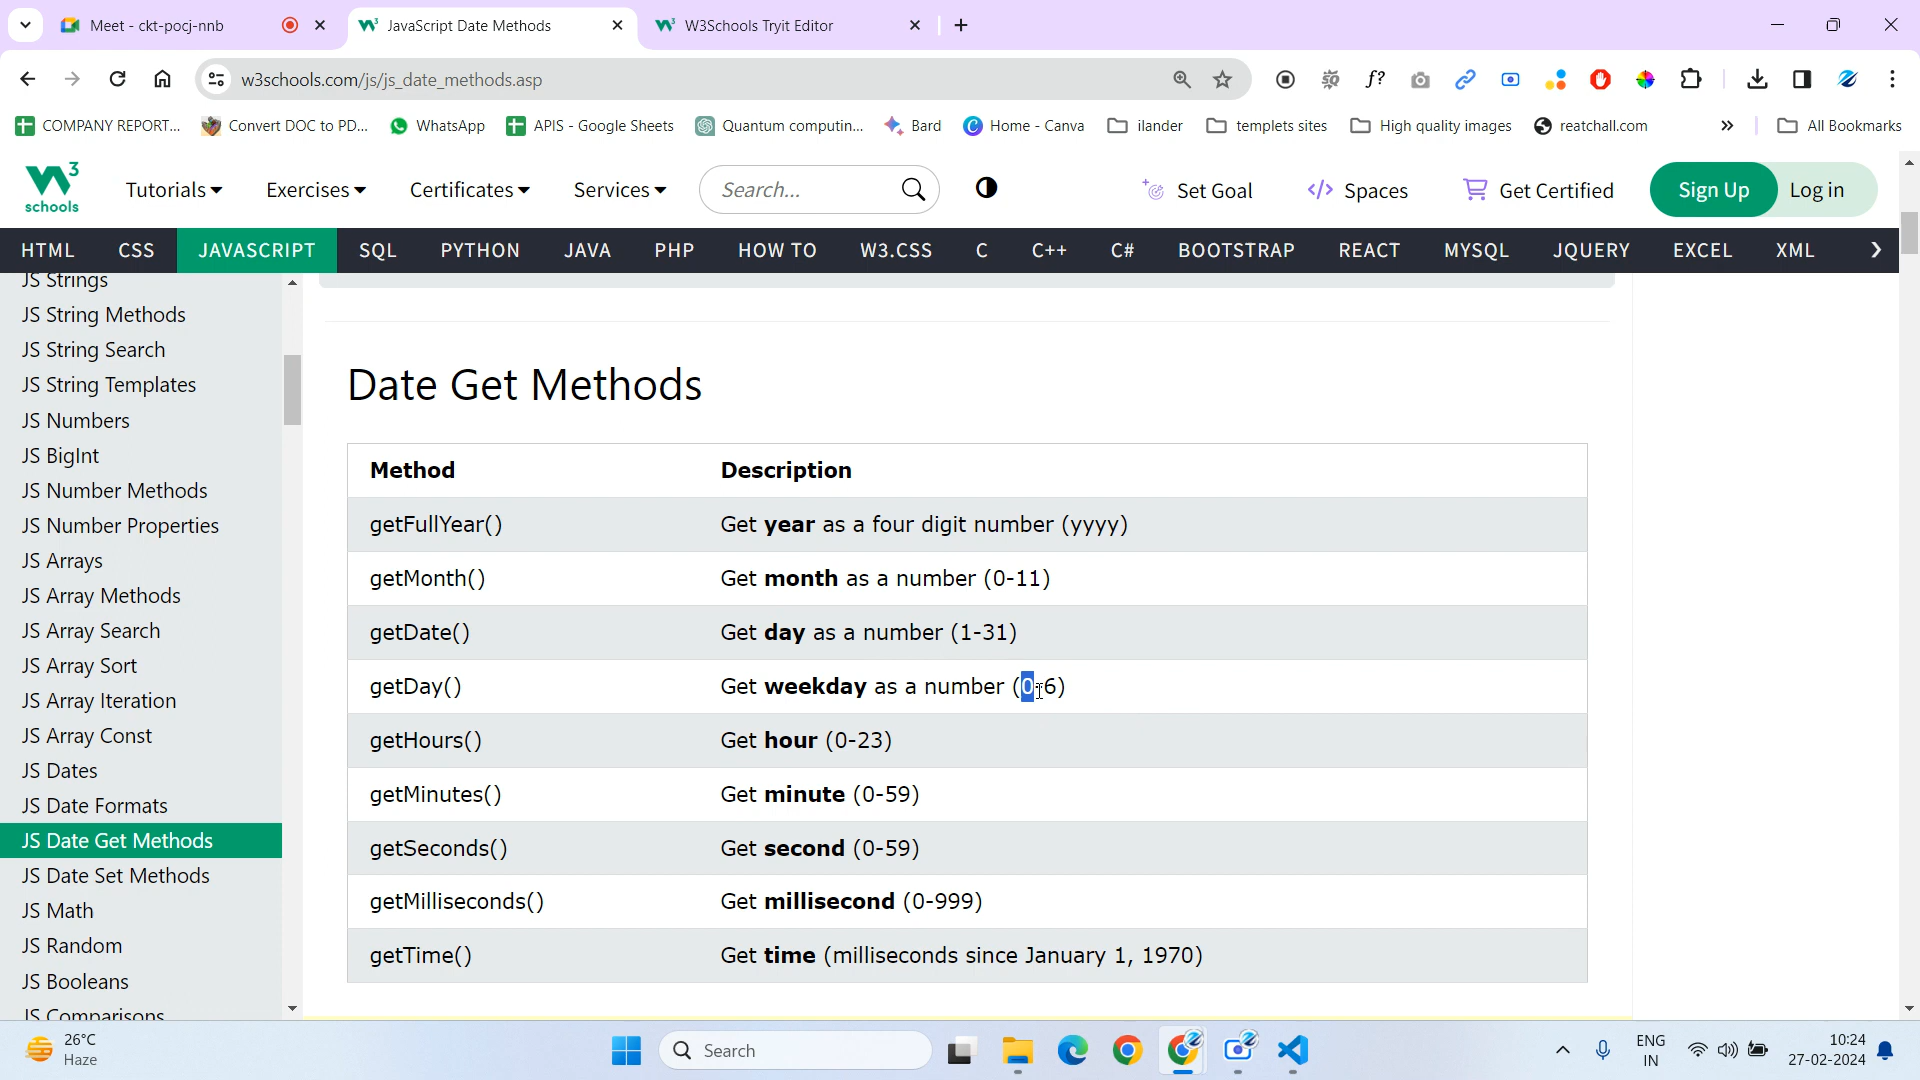 Meet - ckt-pocj-nnb
JavaScript Date Methods
W3Schools Tryit Editor
w3schools.com/js/js_date_methods.asp
COMPANY REPORT...
Convert DOC to PD...
WhatsApp
APIS - Google Sheets
Quantum computin...
Bard
Home - Canva
ilander
templets sites
High quality images
reatchall.com
All Bookmarks
W3 schools
Tutorials
Exercises
Certificates
Services
Search...
Set Goal
Spaces
Get Certified
Sign Up
Log in
HTML CSS JAVASCRIPT SQL PYTHON JAVA PHP HOW TO W3.CSS C C++ C# BOOTSTRAP REACT MYSQL JQUERY EXCEL XML
JS Strings
JS String Methods
JS String Search
JS String Templates
JS Numbers
JS BigInt
JS Number Methods
JS Number Properties
JS Arrays
JS Array Methods
JS Array Search
JS Array Sort
JS Array Iteration
JS Array Const
JS Dates
JS Date Formats
JS Date Get Methods
JS Date Set Methods
JS Math
JS Random
JS Booleans
JS Comparisons
Date Get Methods
Method Description
getFullYear() Get year as a four digit number (yyyy)
getMonth() Get month as a number (0-11)
getDate() Get day as a number (1-31)
getDay() Get weekday as a number (0-6)
getHours() Get hour (0-23)
getMinutes() Get minute (0-59)
getSeconds() Get second (0-59)
getMilliseconds() Get millisecond (0-999)
getTime() Get time (milliseconds since January 1, 1970)
26°C
Haze
Search
ENG
IN
10:24
27-02-2024